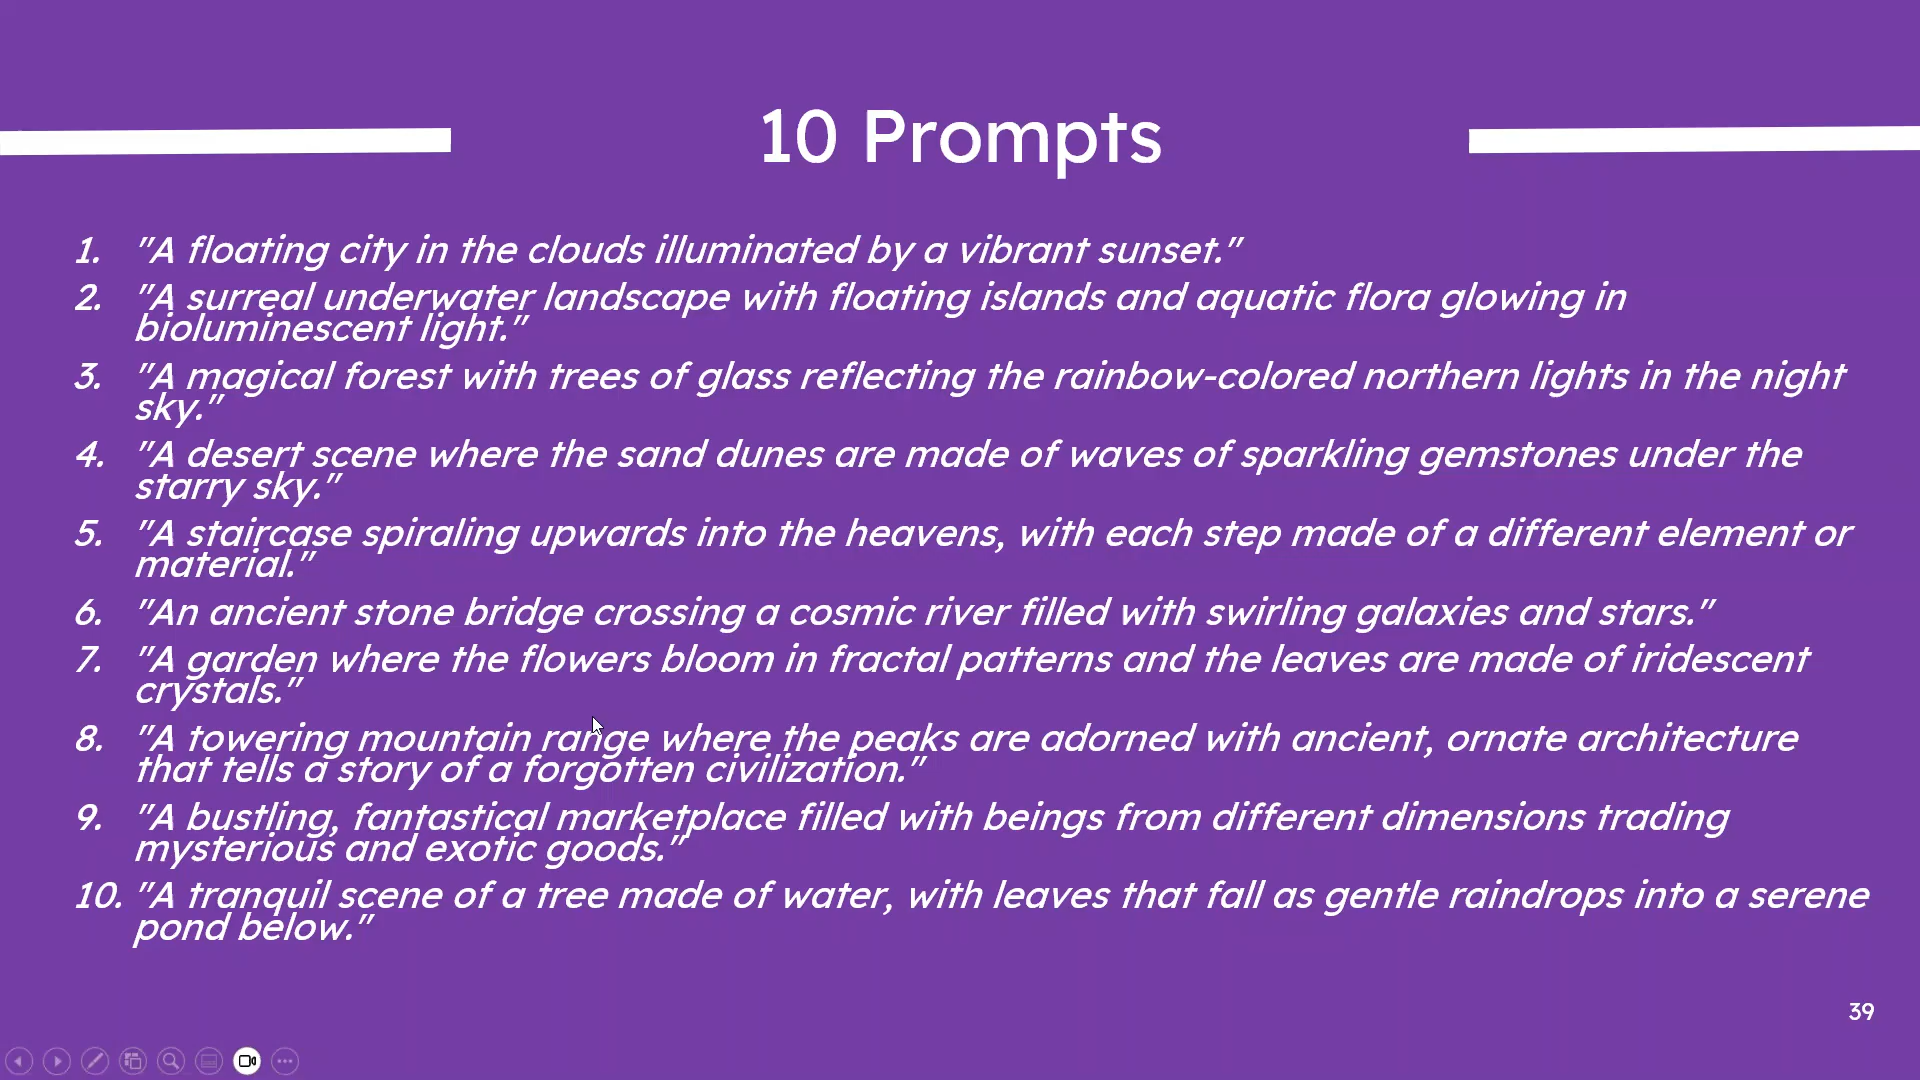 10 Prompts
1. "A floating city in the clouds illuminated by a vibrant sunset."
2. "A surreal underwater landscape with floating islands and aquatic flora glowing in
bioluminescent light."
3. "A magical forest with trees of glass reflecting the rainbow-colored northern lights in the night
sky."
4. "A desert scene where the sand dunes are made of waves of sparkling gemstones under the
starry sky."
5. "A staircase spiraling upwards into the heavens, with each step made of a different element or
material."
6. "An ancient stone bridge crossing a cosmic river filled with swirling galaxies and stars."
7. "A garden where the flowers bloom in fractal patterns and the leaves are made of iridescent
crystals."
8. "A towering mountain range where the peaks are adorned with ancient, ornate architecture
that tells a story of a forgotten civilization."
9. "A bustling, fantastical marketplace filled with beings from different dimensions trading
mysterious and exotic goods."
10. "A tranquil scene of a tree made of water, with leaves that fall as gentle raindrops into a serene
pond below."
39